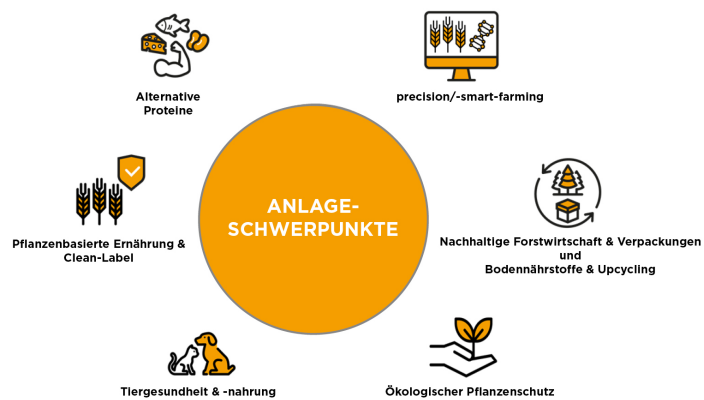 Alternative
Proteine
precision/-smart-farming
ANLAGE-
SCHWERPUNKTE
Pflanzenbasierte Ernährung &
Clean-Label
Nachhaltige Forstwirtschaft & Verpackungen
und
Bodennährstoffe & Upcycling
Tiergesundheit & -nahrung
Ökologischer Pflanzenschutz